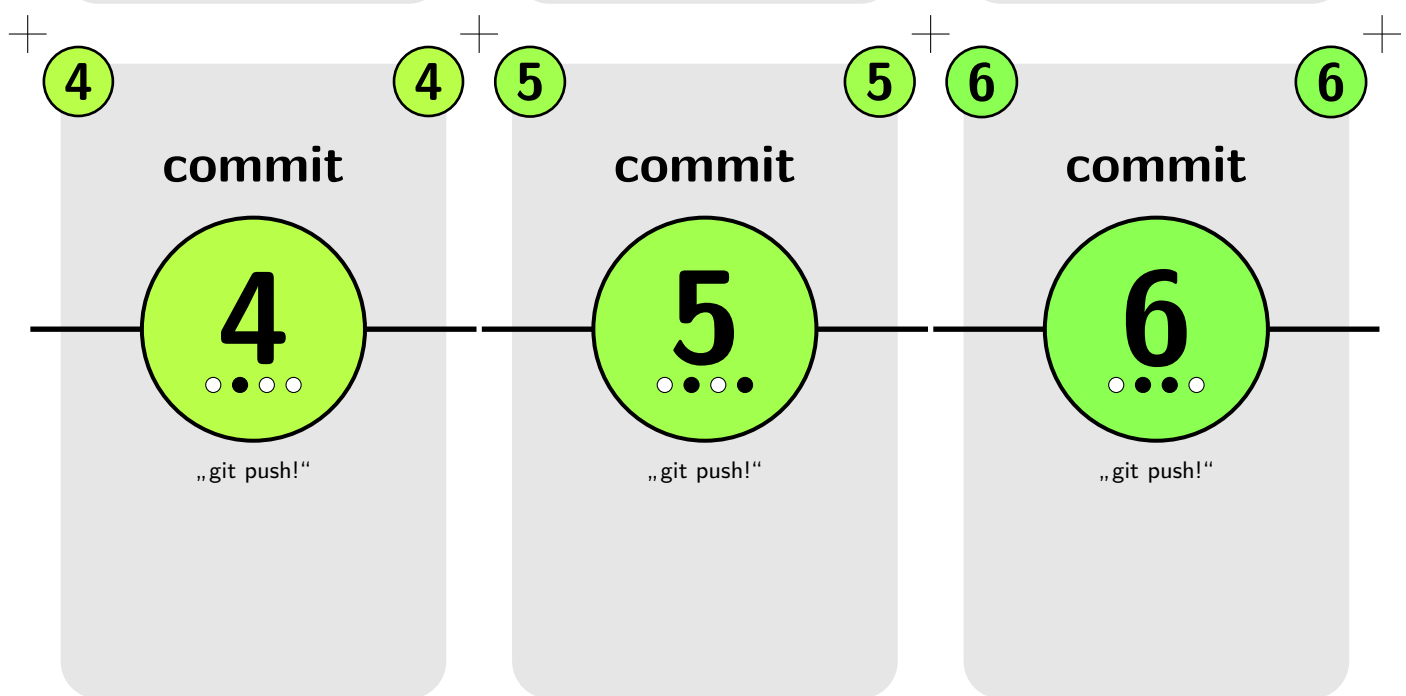 4 4 5 5 6 6
commit commit commit
4 5 6
„git push!“ „git push!“ „git push!“